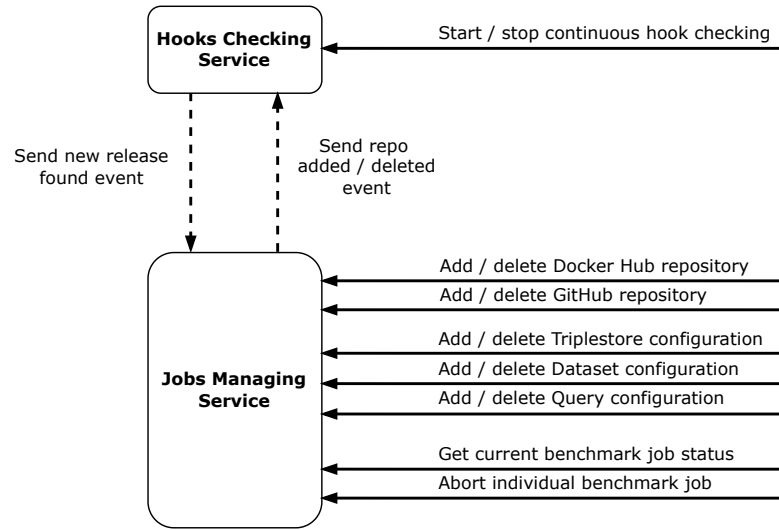 Hooks Checking
Service
Start / stop continuous hook checking
Send new release
found event
Send repo
added / deleted
event
Jobs Managing
Service
Add / delete Docker Hub repository
Add / delete GitHub repository
Add / delete Triplestore configuration
Add / delete Dataset configuration
Add / delete Query configuration
Get current benchmark job status
Abort individual benchmark job